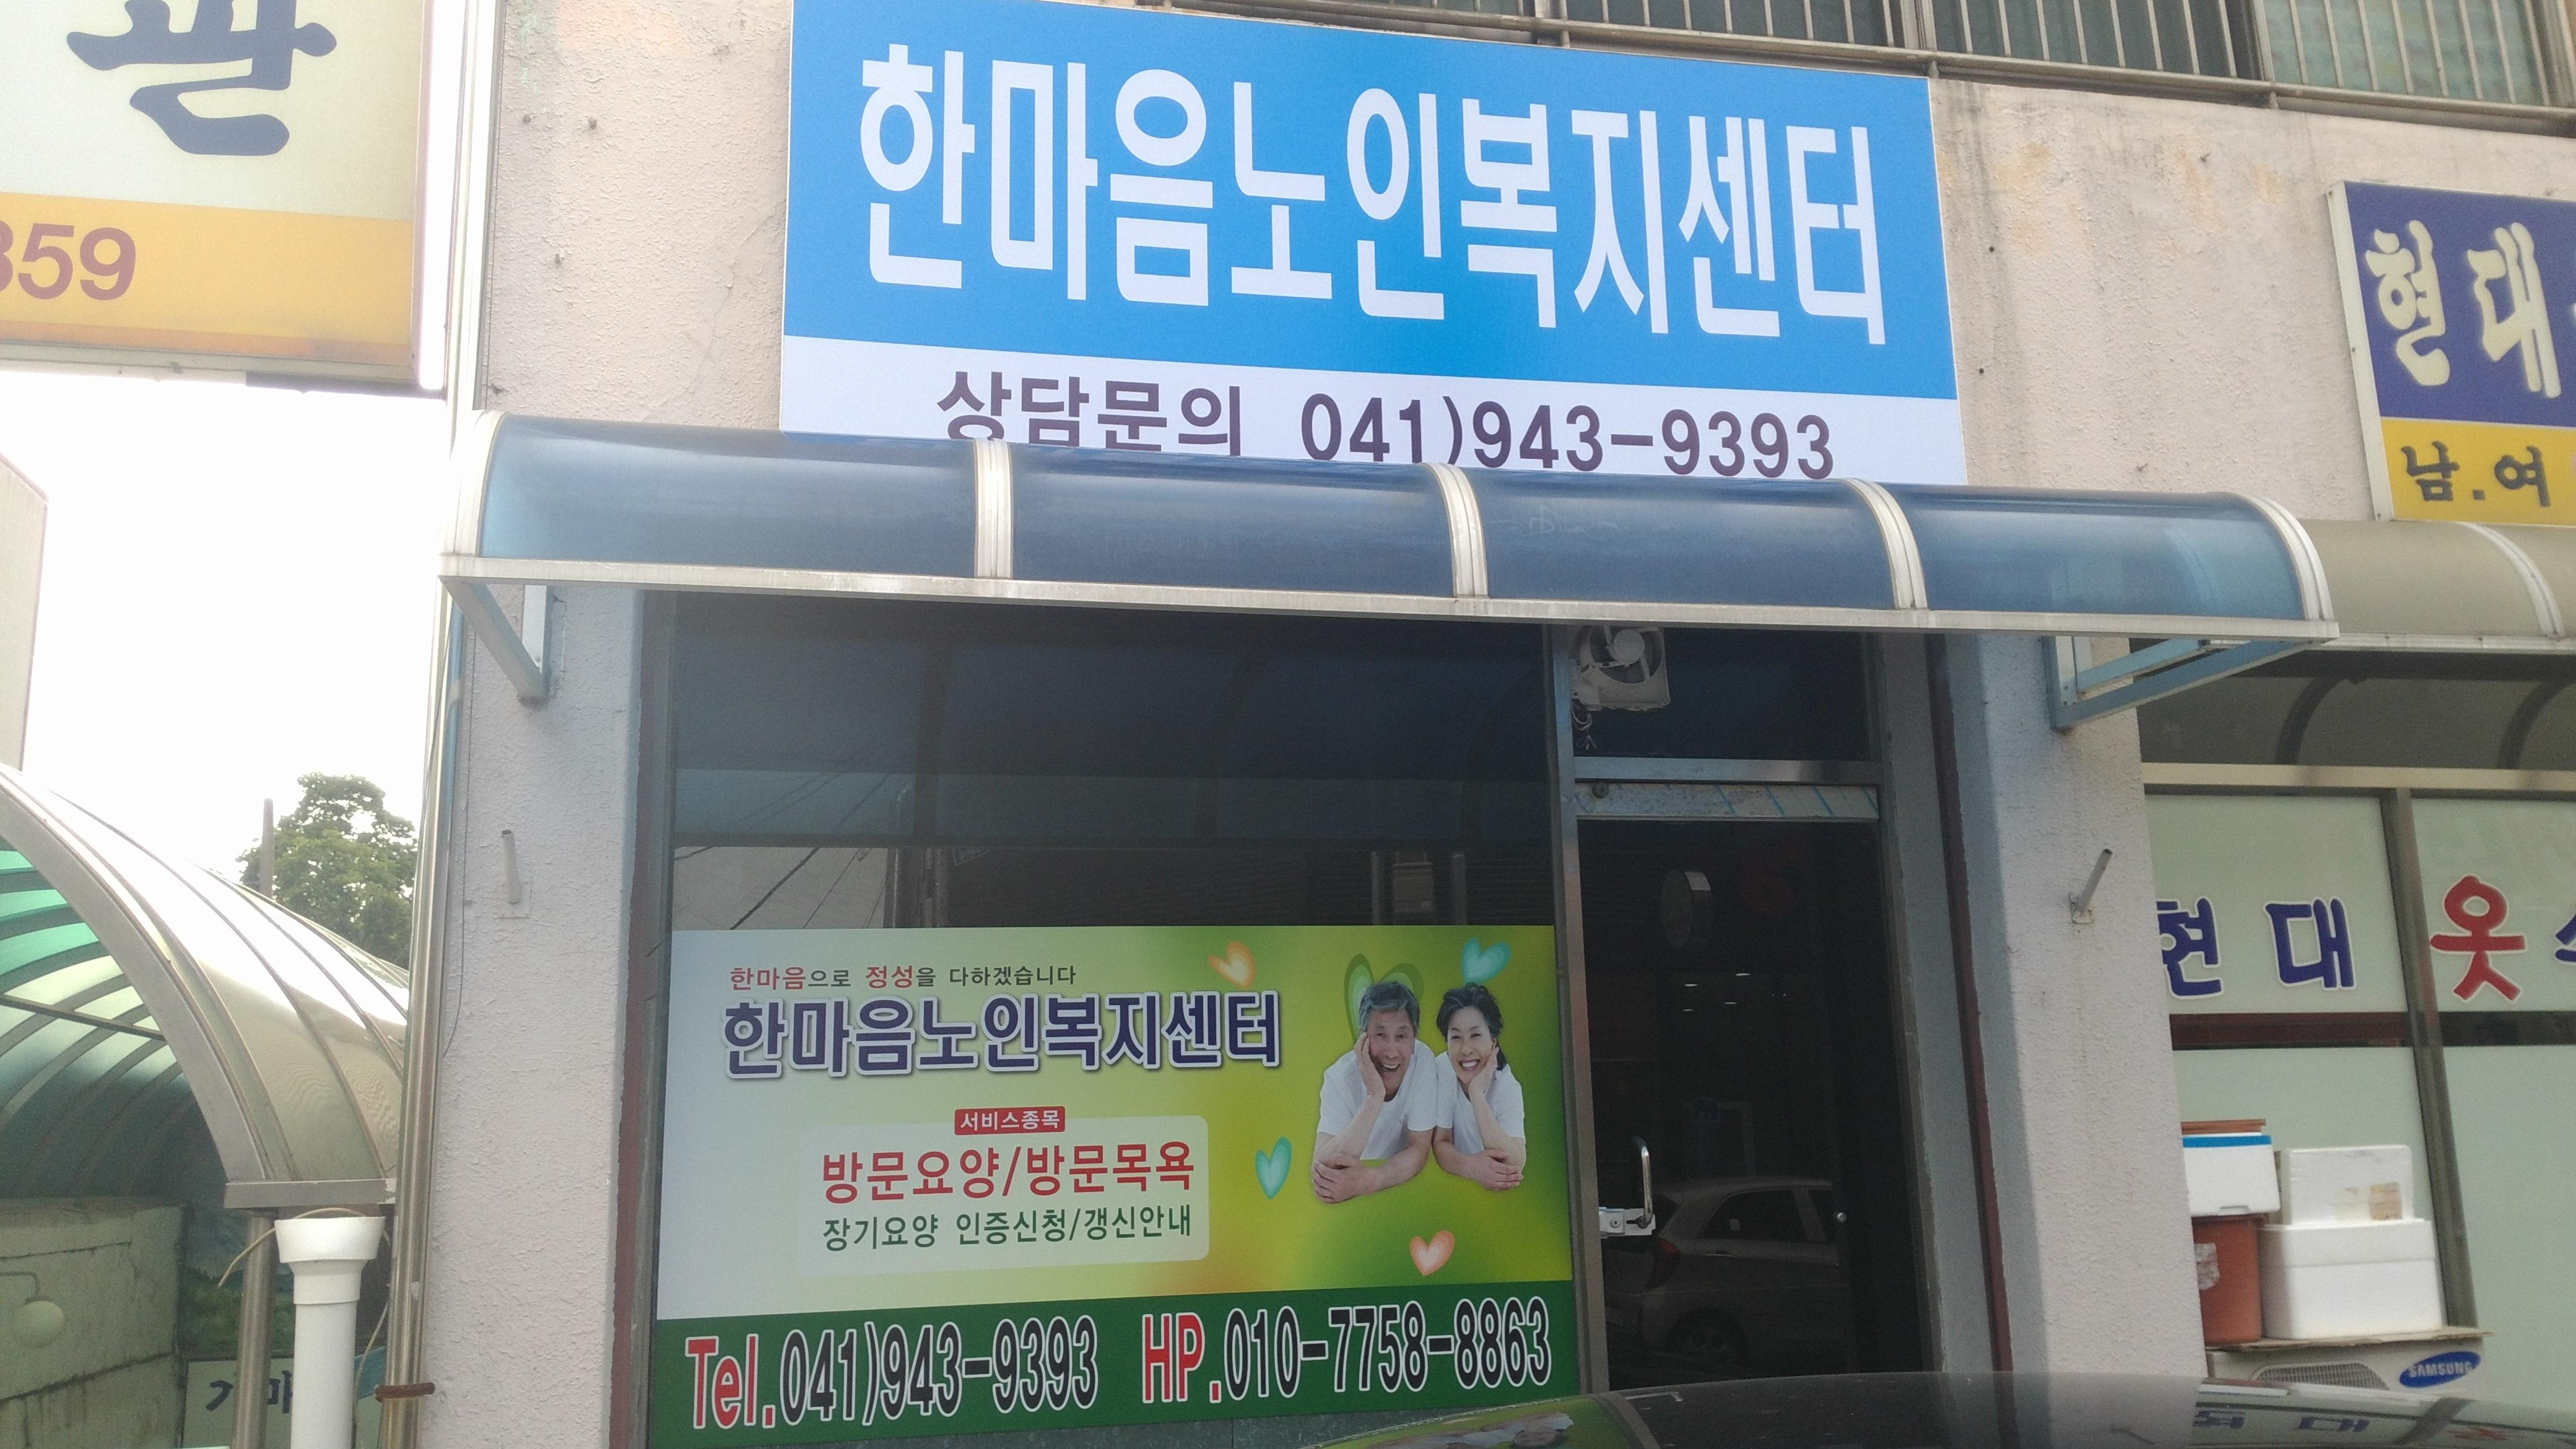 관
359
한마음노인복지센터
상담문의 041)943-9393
현대
남.여
한마음으로 정성을 다하겠습니다
한마음노인복지센터
서비스종목
방문요양/방문목욕
장기요양 인증신청/갱신안내
Tel.041)943-9393 HP.010-7758-8863
현대 옷
SAMSUNG